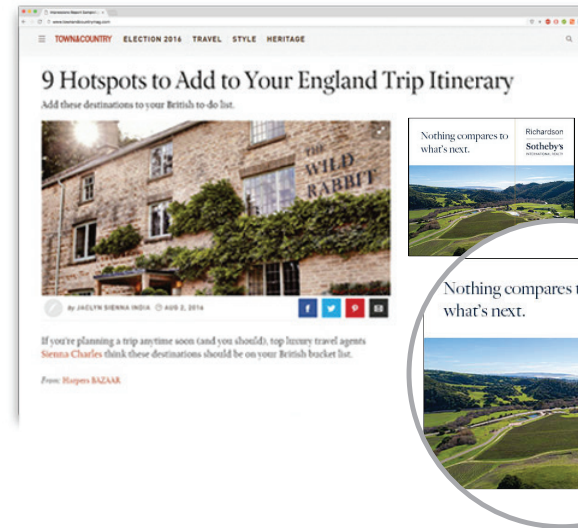 www.townandcountrymag.com
TOWN&COUNTRY ELECTION 2016 TRAVEL STYLE HERITAGE
9 Hotspots to Add to Your England Trip Itinerary
Add these destinations to your British to-do list.
THE
WILD
RABBIT
by JACLYN SIENNA INDIA AUG 2, 2016
If you're planning a trip anytime soon (and you should), top luxury travel agents
Sienna Charles think these destinations should be on your British bucket list.
From: Harpers BAZAAR
Nothing compares to
what's next.
Richardson
Sotheby's
INTERNATIONAL REALTY
Nothing compares t
what's next.